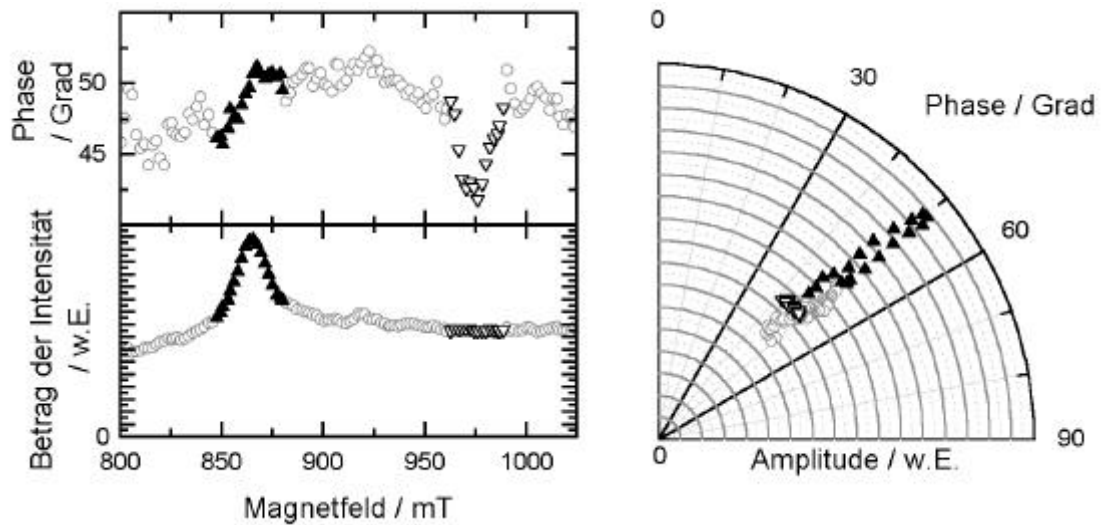 Phase
/ Grad
50
45
Betrag der Intensität
/ w.E.
0
800
850
900
950
1000
Magnetfeld / mT
0
30
Phase / Grad
60
90
0
Amplitude / w.E.